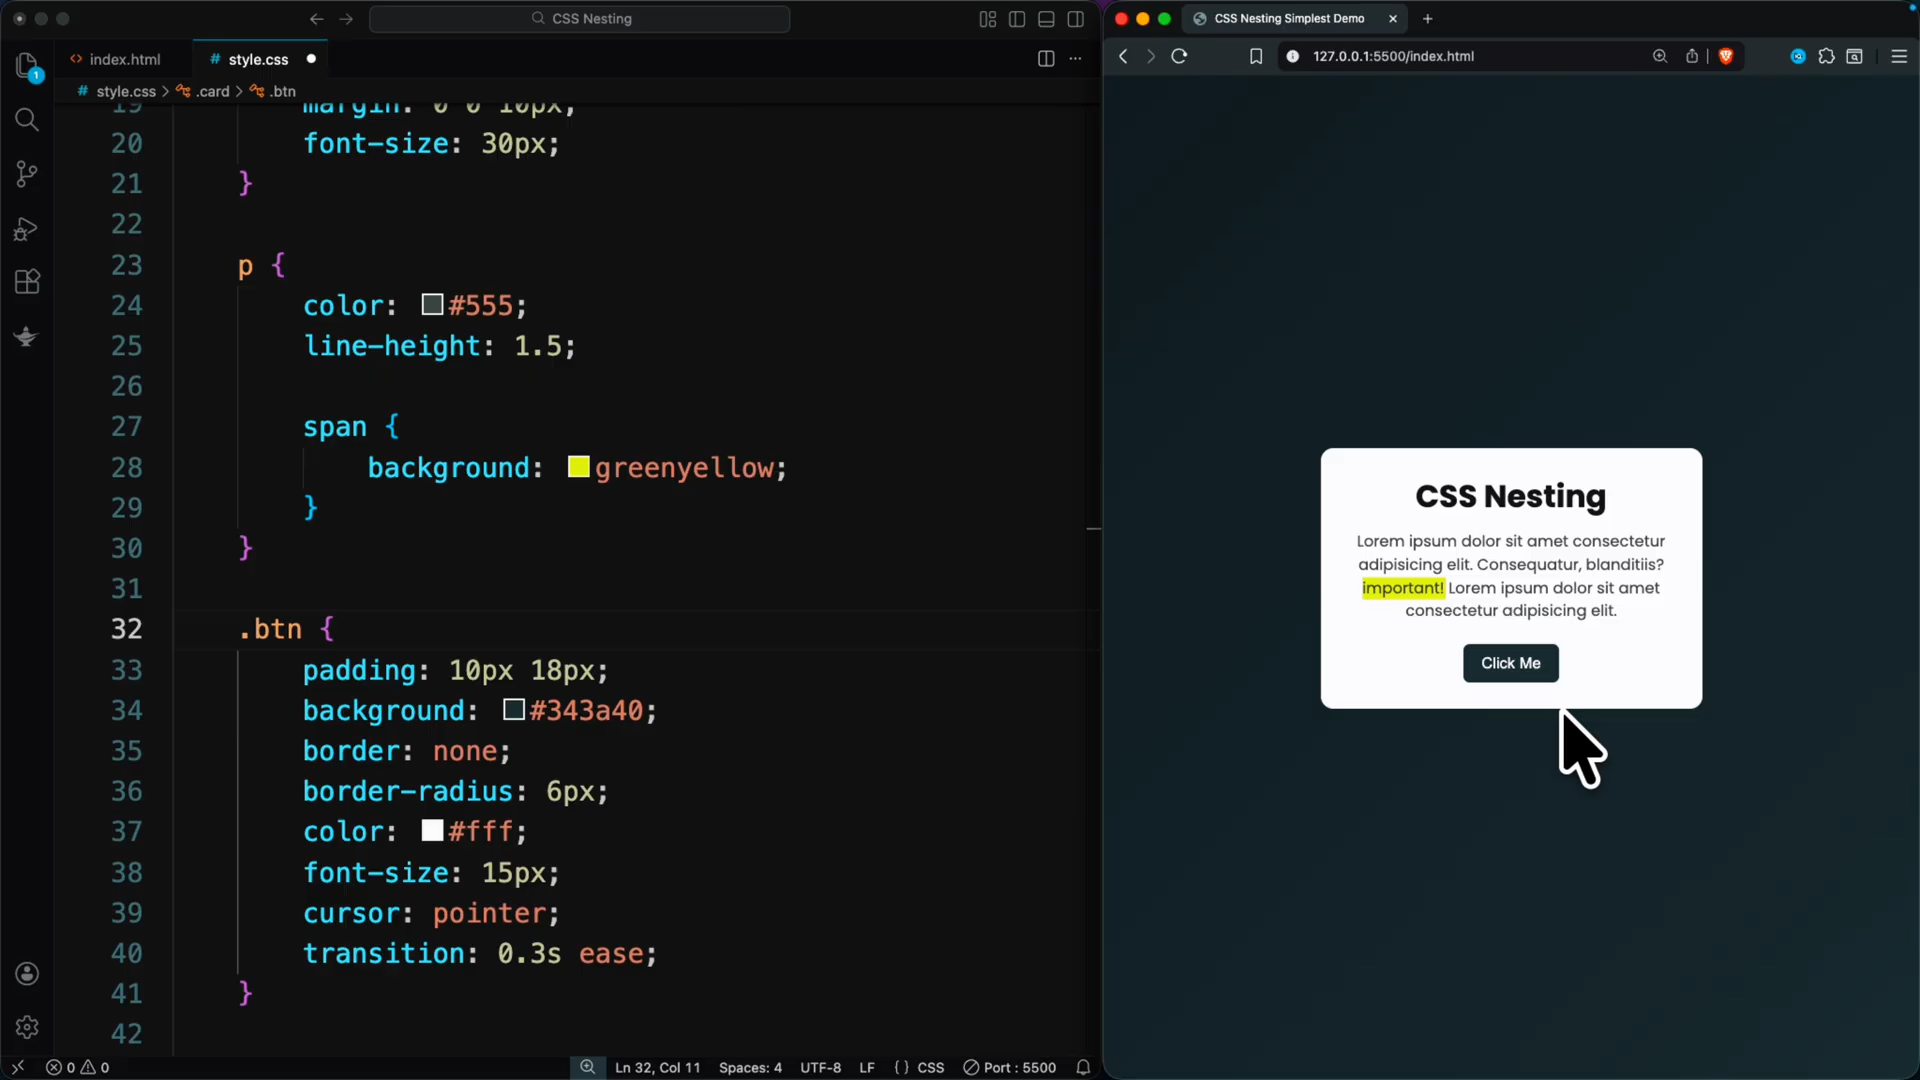 CSS Nesting
index.html
# style.css
# style.css > .card > .btn
1
19 margin: 0 0 10px;
20 font-size: 30px;
21 }
22
23 p {
24 color: #555;
25 line-height: 1.5;
26
27 span {
28 background: greenyellow;
29 }
30 }
31
32 .btn {
33 padding: 10px 18px;
34 background: #343a40;
35 border: none;
36 border-radius: 6px;
37 color: #fff;
38 font-size: 15px;
39 cursor: pointer;
40 transition: 0.3s ease;
41 }
42
0 0
Ln 32, Col 11 Spaces: 4 UTF-8 LF {} CSS Port : 5500
CSS Nesting Simplest Demo
127.0.0.1:5500/index.html
CSS Nesting
Lorem ipsum dolor sit amet consectetur
adipisicing elit. Consequatur, blanditiis?
important! Lorem ipsum dolor sit amet
consectetur adipisicing elit.
Click Me